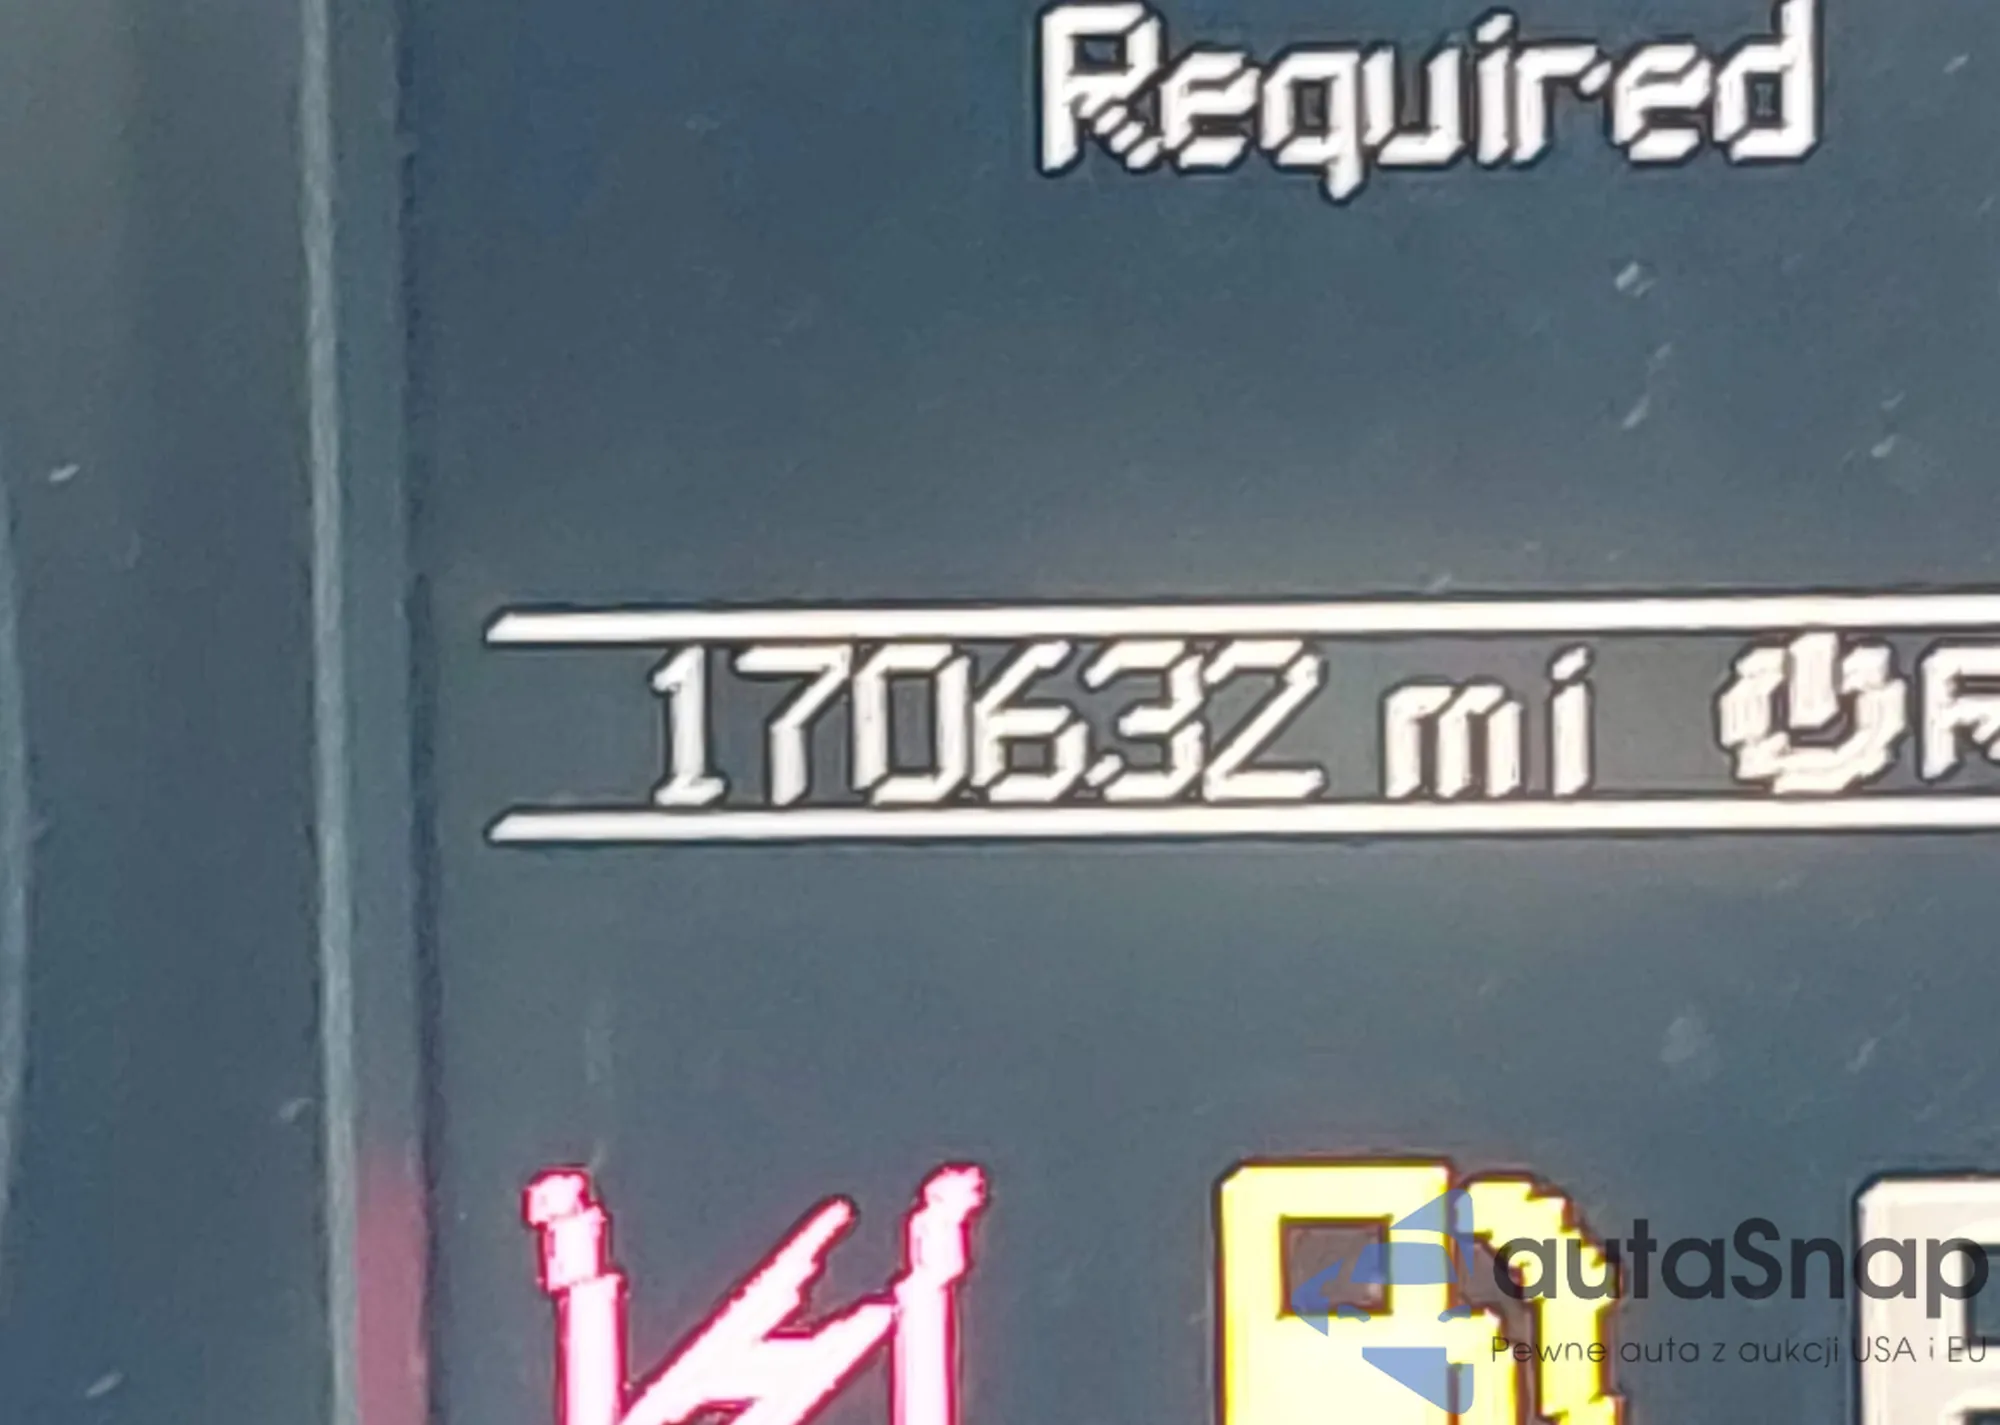 Required
170632 mi
autaSnap
Pewne auta z aukcji USA i EU